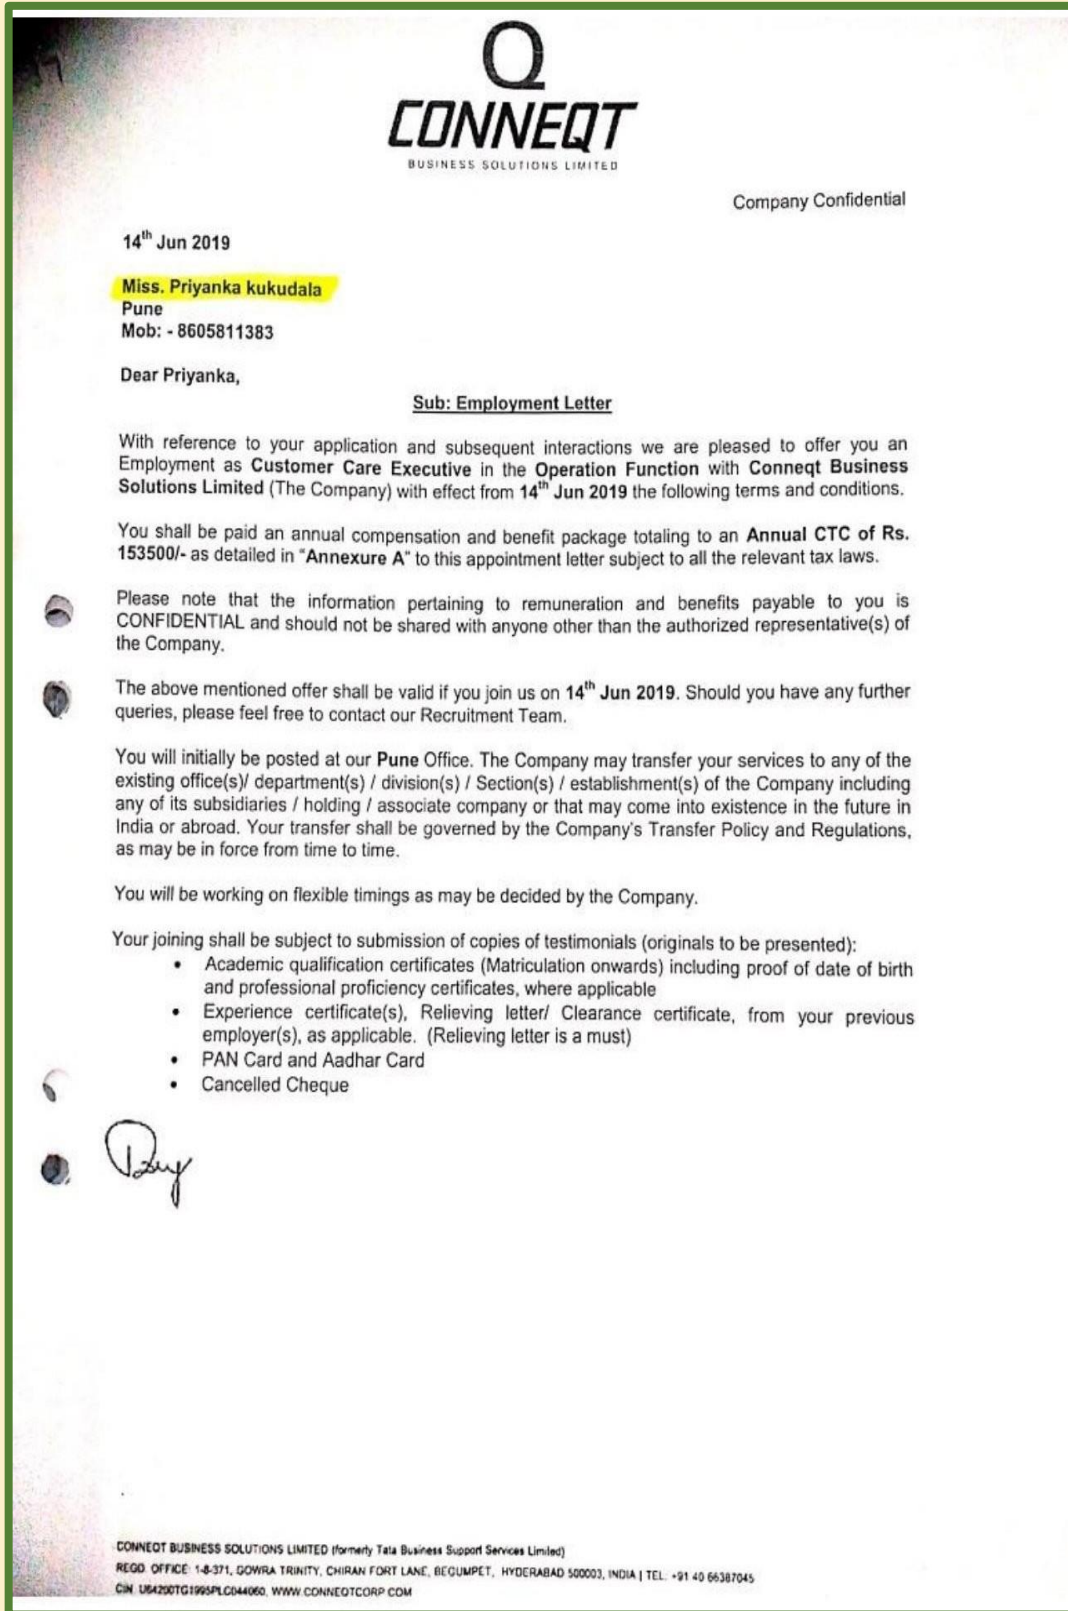 Q
CONNEQT
BUSINESS SOLUTIONS LIMITED
Company Confidential
14th Jun 2019
Miss. Priyanka kukudala
Pune
Mob: - 8605811383
Dear Priyanka,
Sub: Employment Letter
With reference to your application and subsequent interactions we are pleased to offer you an
Employment as Customer Care Executive in the Operation Function with Conneqt Business
Solutions Limited (The Company) with effect from 14th Jun 2019 the following terms and conditions.
You shall be paid an annual compensation and benefit package totaling to an Annual CTC of Rs.
153500/- as detailed in "Annexure A" to this appointment letter subject to all the relevant tax laws.
Please note that the information pertaining to remuneration and benefits payable to you is
CONFIDENTIAL and should not be shared with anyone other than the authorized representative(s) of
the Company.
The above mentioned offer shall be valid if you join us on 14th Jun 2019. Should you have any further
queries, please feel free to contact our Recruitment Team.
You will initially be posted at our Pune Office. The Company may transfer your services to any of the
existing office(s)/ department(s) / division(s) / Section(s) / establishment(s) of the Company including
any of its subsidiaries / holding / associate company or that may come into existence in the future in
India or abroad. Your transfer shall be governed by the Company's Transfer Policy and Regulations,
as may be in force from time to time.
You will be working on flexible timings as may be decided by the Company.
Your joining shall be subject to submission of copies of testimonials (originals to be presented):
• Academic qualification certificates (Matriculation onwards) including proof of date of birth
and professional proficiency certificates, where applicable
• Experience certificate(s), Relieving letter/ Clearance certificate, from your previous
employer(s), as applicable. (Relieving letter is a must)
• PAN Card and Aadhar Card
• Cancelled Cheque
CONNEQT BUSINESS SOLUTIONS LIMITED (formerly Tata Business Support Services Limited)
REGD. OFFICE: 1-8-371, GOWRA TRINITY, CHIRAN FORT LANE, BEGUMPET, HYDERABAD 500003, INDIA | TEL: +91 40 66387045
CIN: U64200TG1995PLC044060, WWW.CONNEQTCORP.COM